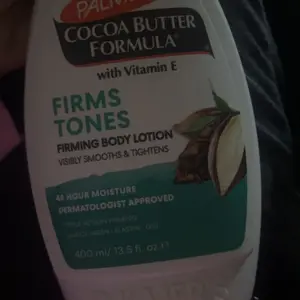 PALMER'S
COCOA BUTTER
FORMULA®
with Vitamin E
FIRMS
TONES
FIRMING BODY LOTION
VISIBLY SMOOTHS & TIGHTENS
48 HOUR MOISTURE
DERMATOLOGIST APPROVED
400 ml / 13.5 fl. oz